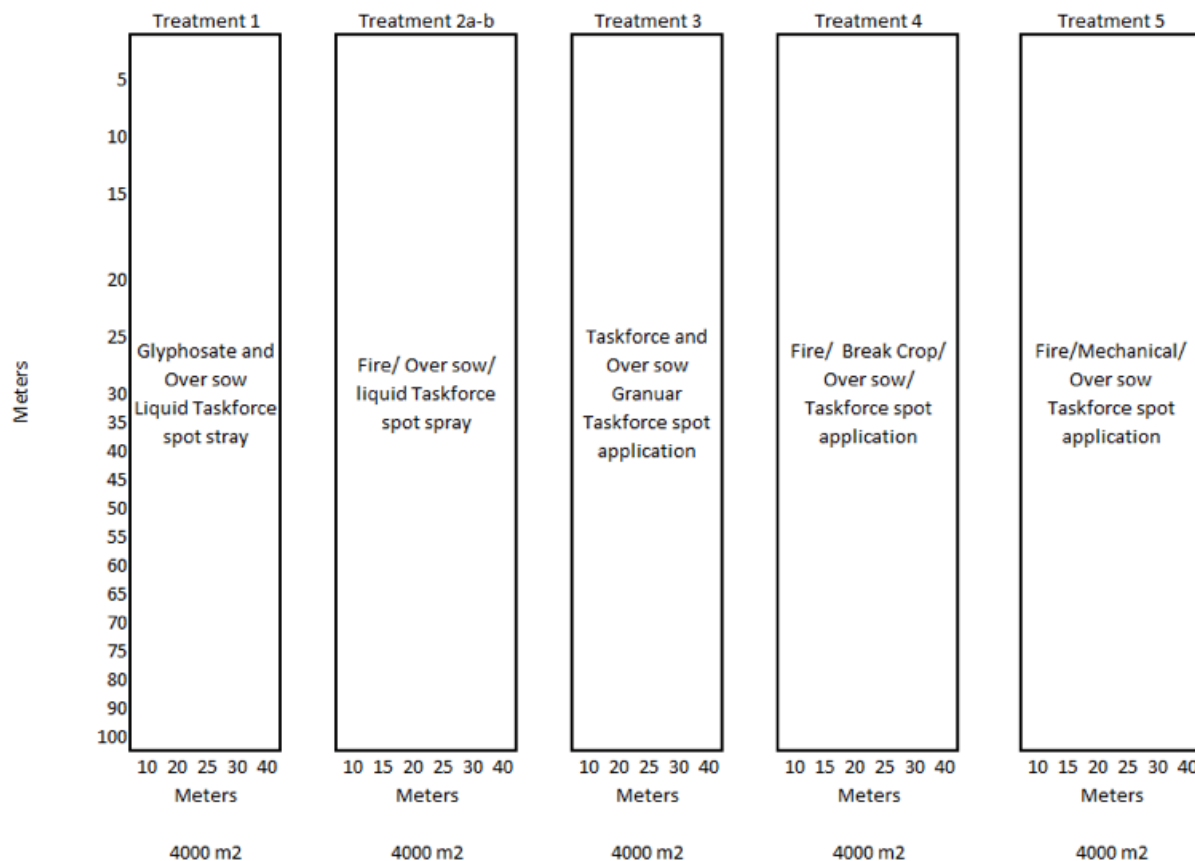 Treatment 1
Treatment 2a-b
Treatment 3
Treatment 4
Treatment 5
Meters
5
10
15
20
25
30
35
40
45
50
55
60
65
70
75
80
90
100
Glyphosate and
Over sow
Liquid Taskforce
spot stray
Fire/ Over sow/
liquid Taskforce
spot spray
Taskforce and
Over sow
Granuar
Taskforce spot
application
Fire/ Break Crop/
Over sow/
Taskforce spot
application
Fire/Mechanical/
Over sow
Taskforce spot
application
10 20 25 30 40
10 15 20 25 30 40
10 20 25 30 40
10 15 20 25 30 40
10 15 20 25 30 40
Meters
Meters
Meters
Meters
Meters
4000 m2
4000 m2
4000 m2
4000 m2
4000 m2